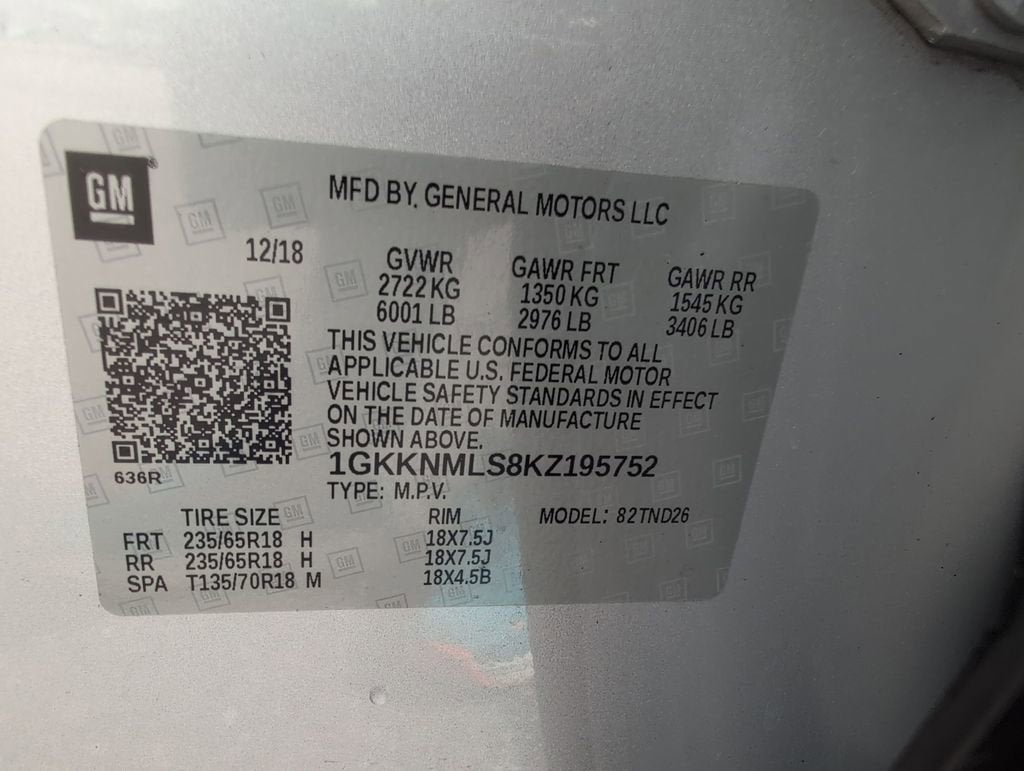 GM
MFD BY. GENERAL MOTORS LLC
12/18
GVWR GAWR FRT GAWR RR
2722 KG 1350 KG 1545 KG
6001 LB 2976 LB 3406 LB
THIS VEHICLE CONFORMS TO ALL
APPLICABLE U.S. FEDERAL MOTOR
VEHICLE SAFETY STANDARDS IN EFFECT
ON THE DATE OF MANUFACTURE
SHOWN ABOVE.
1GKKNMLS8KZ195752
636R
TYPE: M.P.V.
TIRE SIZE RIM MODEL: 82TND26
FRT 235/65R18 H 18X7.5J
RR 235/65R18 H 18X7.5J
SPA T135/70R18 M 18X4.5B